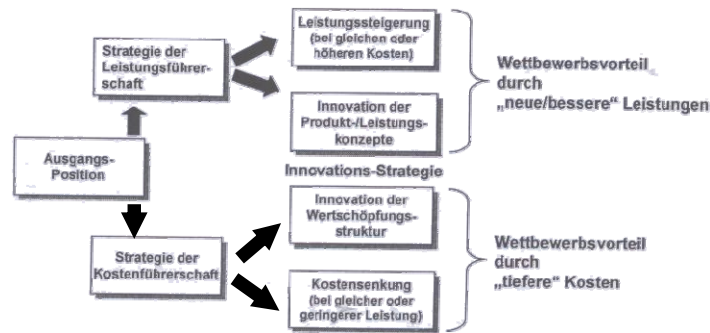 Leistungssteigerung
(bei gleichen oder
höheren Kosten)
Strategie der
Leistungsführer-
schaft
Wettbewerbsvorteil
durch
„neue/bessere“ Leistungen
Innovation der
Produkt-/Leistungs-
konzepte
Ausgangs-
Position
Innovations-Strategie
Innovation der
Wertschöpfungs-
struktur
Strategie der
Kostenführerschaft
Wettbewerbsvorteil
durch
„tiefere“ Kosten
Kostensenkung
(bei gleicher oder
geringerer Leistung)